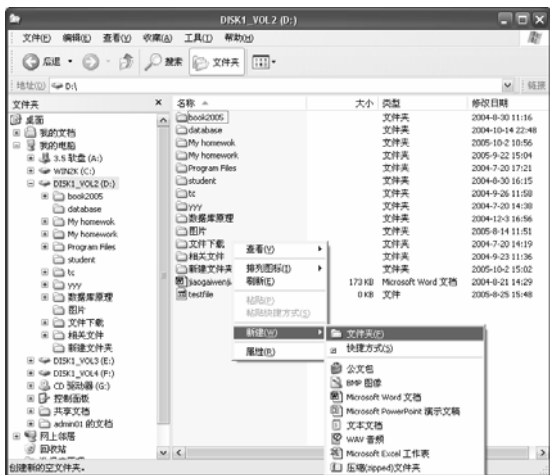 DISK1_VOL2 (D:)
文件(F) 编辑(E) 查看(V) 收藏(A) 工具(T) 帮助(H)
后退 搜索 文件夹
地址(D) D:\ 链接
文件夹 × 名称 大小 类型 修改日期
桌面
我的文档
我的电脑
3.5 软盘 (A:)
WIN2K (C:)
DISK1_VOL2 (D:)
book2005
database
My homewok
My homework
Program Files
student
tc
yyy
数据库原理
图片
文件下载
相关文件
新建文件夹
DISK1_VOL3 (E:)
DISK1_VOL4 (F:)
CD 驱动器 (G:)
控制面板
共享文档
admin01 的文档
网上邻居
回收站
book2005 文件夹 2004-8-30 11:16
database 文件夹 2004-10-14 22:48
My homewok 文件夹 2005-10-2 10:56
My homework 文件夹 2005-9-22 15:04
Program Files 文件夹 2004-7-20 17:21
student 文件夹 2004-8-30 16:15
tc 文件夹 2004-9-26 11:58
yyy 文件夹 2004-7-20 14:38
数据库原理 文件夹 2004-12-3 16:56
图片 文件夹 2005-8-14 11:51
文件下载 文件夹 2004-7-20 14:19
相关文件 文件夹 2004-9-23 11:36
新建文件夹 文件夹 2005-10-2 15:02
jiaogaiwenji 173 KB Microsoft Word 文档 2004-8-21 14:29
testfile 0 KB 文件 2005-8-25 15:48
查看(V)
排列图标(I)
刷新(E)
粘贴(P)
粘贴快捷方式(S)
新建(W)
属性(R)
文件夹(F)
快捷方式(S)
公文包
BMP 图像
Microsoft Word 文档
Microsoft PowerPoint 演示文稿
文本文档
WAV 音频
Microsoft Excel 工作表
压缩(zipped)文件夹
创建新的空文件夹。